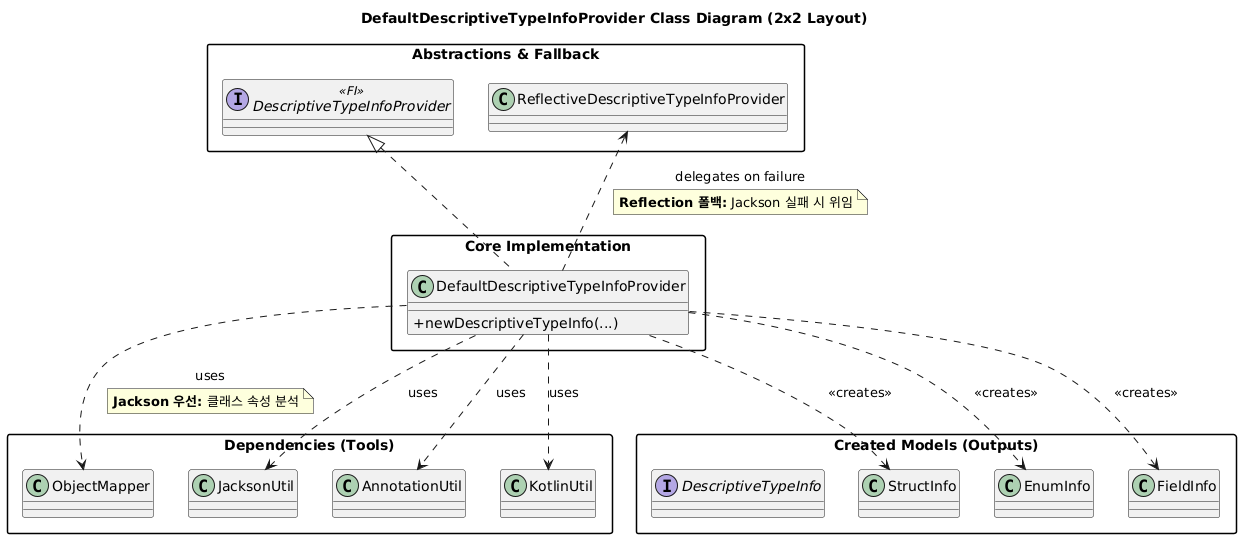 DefaultDescriptiveTypeInfoProvider Class Diagram (2x2 Layout)
Abstractions & Fallback
I
«FI»
DescriptiveTypeInfoProvider
C ReflectiveDescriptiveTypeInfoProvider
delegates on failure
Reflection 폴백: Jackson 실패 시 위임
Core Implementation
C DefaultDescriptiveTypeInfoProvider
+newDescriptiveTypeInfo(...)
uses
Jackson 우선: 클래스 속성 분석
uses
uses
uses
«creates»
«creates»
«creates»
Dependencies (Tools)
C ObjectMapper
C JacksonUtil
C AnnotationUtil
C KotlinUtil
Created Models (Outputs)
I DescriptiveTypeInfo
C StructInfo
C EnumInfo
C FieldInfo